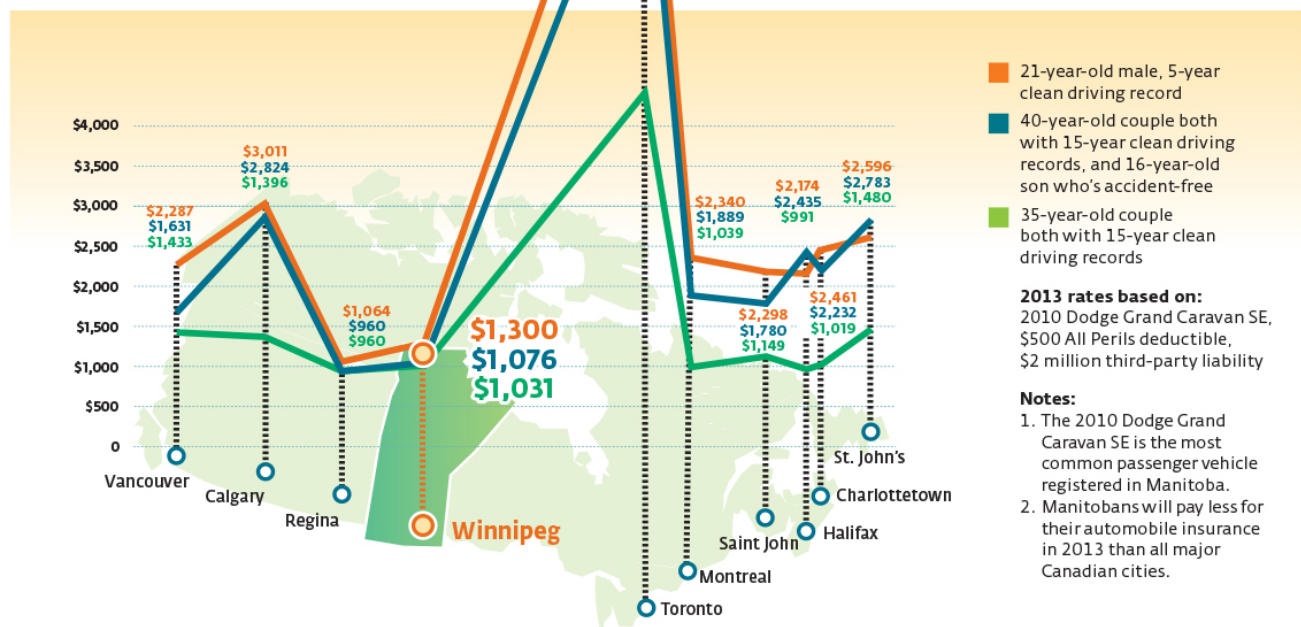 $4,000
$3,500
$3,000
$2,500
$2,000
$1,500
$1,000
$500
0
$2,287
$1,631
$1,433
$3,011
$2,824
$1,396
$1,064
$960
$960
$1,300
$1,076
$1,031
$2,340
$1,889
$1,039
$2,298
$1,780
$1,149
$2,174
$2,435
$991
$2,461
$2,232
$1,019
$2,596
$2,783
$1,480
Vancouver
Calgary
Regina
Winnipeg
Toronto
Montreal
Saint John
Halifax
Charlottetown
St. John's
21-year-old male, 5-year
clean driving record
40-year-old couple both
with 15-year clean driving
records, and 16-year-old
son who's accident-free
35-year-old couple
both with 15-year clean
driving records
2013 rates based on:
2010 Dodge Grand Caravan SE,
$500 All Perils deductible,
$2 million third-party liability
Notes:
1. The 2010 Dodge Grand
Caravan SE is the most
common passenger vehicle
registered in Manitoba.
2. Manitobans will pay less for
their automobile insurance
in 2013 than all major
Canadian cities.